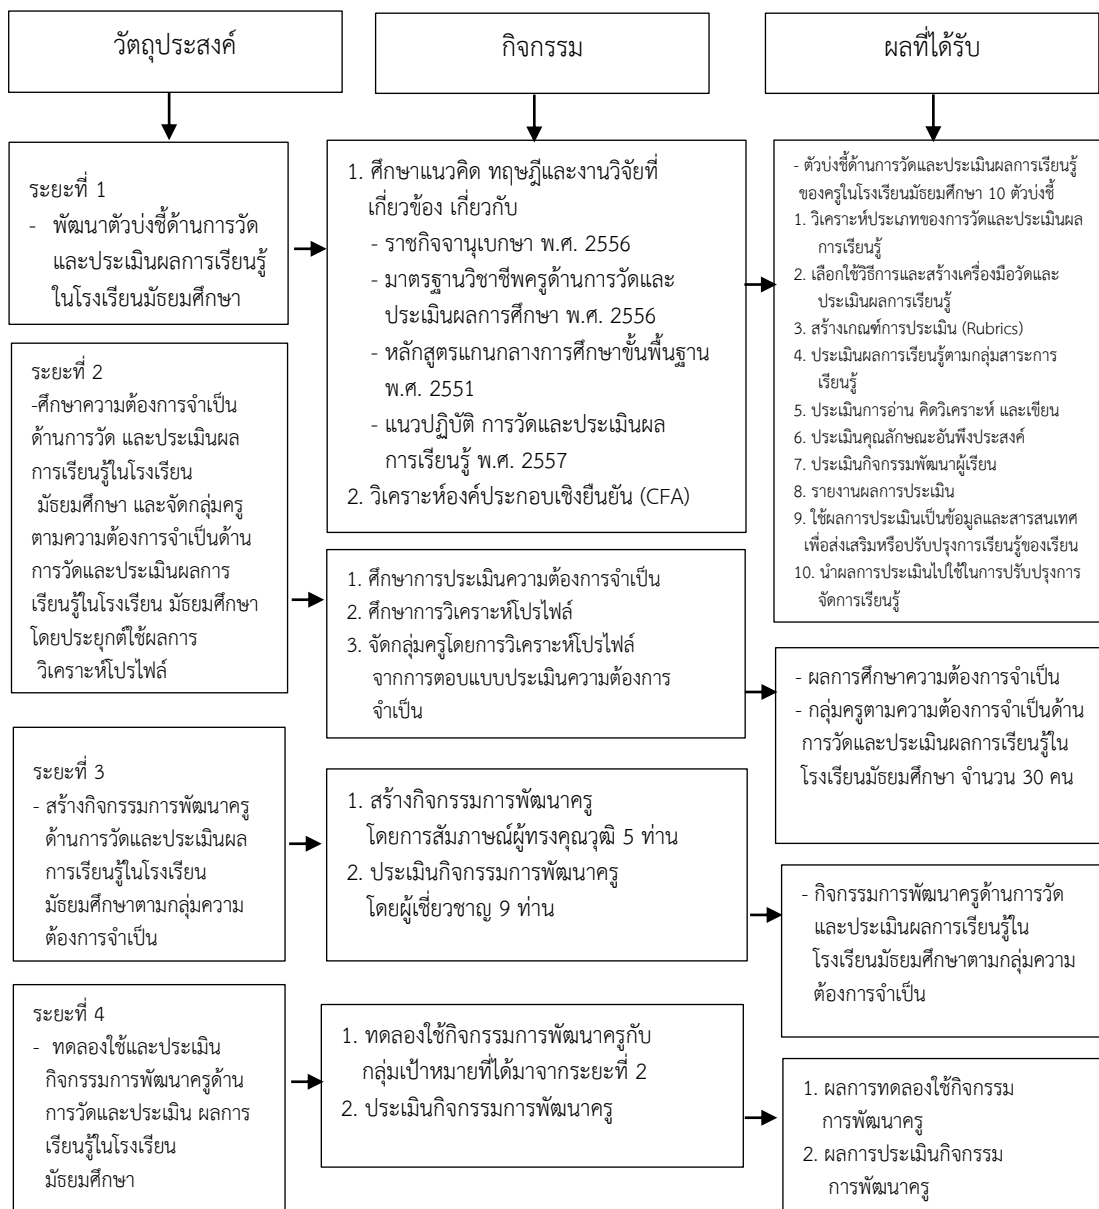 วัตถุประสงค์
กิจกรรม
ผลที่ได้รับ
ระยะที่ 1
- พัฒนาตัวบ่งชี้ด้านการวัด
และประเมินผลการเรียนรู้
ในโรงเรียนมัธยมศึกษา
1. ศึกษาแนวคิด ทฤษฎีและงานวิจัยที่
เกี่ยวข้อง เกี่ยวกับ
- ราชกิจจานุเบกษา พ.ศ. 2556
- มาตรฐานวิชาชีพครูด้านการวัดและ
ประเมินผลการศึกษา พ.ศ. 2556
- หลักสูตรแกนกลางการศึกษาขั้นพื้นฐาน
พ.ศ. 2551
- แนวปฏิบัติ การวัดและประเมินผล
การเรียนรู้ พ.ศ. 2557
2. วิเคราะห์องค์ประกอบเชิงยืนยัน (CFA)
- ตัวบ่งชี้ด้านการวัดและประเมินผลการเรียนรู้
ของครูในโรงเรียนมัธยมศึกษา 10 ตัวบ่งชี้
1. วิเคราะห์ประเภทของการวัดและประเมินผล
การเรียนรู้
2. เลือกใช้วิธีการและสร้างเครื่องมือวัดและ
ประเมินผลการเรียนรู้
3. สร้างเกณฑ์การประเมิน (Rubrics)
4. ประเมินผลการเรียนรู้ตามกลุ่มสาระการ
เรียนรู้
5. ประเมินการอ่าน คิดวิเคราะห์ และเขียน
6. ประเมินคุณลักษณะอันพึงประสงค์
7. ประเมินกิจกรรมพัฒนาผู้เรียน
8. รายงานผลการประเมิน
9. ใช้ผลการประเมินเป็นข้อมูลและสารสนเทศ
เพื่อส่งเสริมหรือปรับปรุงการเรียนรู้ของเรียน
10. นำผลการประเมินไปใช้ในการปรับปรุงการ
จัดการเรียนรู้
ระยะที่ 2
-ศึกษาความต้องการจำเป็น
ด้านการวัด และประเมินผล
การเรียนรู้ในโรงเรียน
มัธยมศึกษา และจัดกลุ่มครู
ตามความต้องการจำเป็นด้าน
การวัดและประเมินผลการ
เรียนรู้ในโรงเรียน มัธยมศึกษา
โดยประยุกต์ใช้ผลการ
วิเคราะห์โปรไฟล์
1. ศึกษาการประเมินความต้องการจำเป็น
2. ศึกษาการวิเคราะห์โปรไฟล์
3. จัดกลุ่มครูโดยการวิเคราะห์โปรไฟล์
จากการตอบแบบประเมินความต้องการ
จำเป็น
- ผลการศึกษาความต้องการจำเป็น
- กลุ่มครูตามความต้องการจำเป็นด้าน
การวัดและประเมินผลการเรียนรู้ใน
โรงเรียนมัธยมศึกษา จำนวน 30 คน
ระยะที่ 3
- สร้างกิจกรรมการพัฒนาครู
ด้านการวัดและประเมินผล
การเรียนรู้ในโรงเรียน
มัธยมศึกษาตามกลุ่มความ
ต้องการจำเป็น
1. สร้างกิจกรรมการพัฒนาครู
โดยการสัมภาษณ์ผู้ทรงคุณวุฒิ 5 ท่าน
2. ประเมินกิจกรรมการพัฒนาครู
โดยผู้เชี่ยวชาญ 9 ท่าน
- กิจกรรมการพัฒนาครูด้านการวัด
และประเมินผลการเรียนรู้ใน
โรงเรียนมัธยมศึกษาตามกลุ่มความ
ต้องการจำเป็น
ระยะที่ 4
- ทดลองใช้และประเมิน
กิจกรรมการพัฒนาครูด้าน
การวัดและประเมิน ผลการ
เรียนรู้ในโรงเรียน
มัธยมศึกษา
1. ทดลองใช้กิจกรรมการพัฒนาครูกับ
กลุ่มเป้าหมายที่ได้มาจากระยะที่ 2
2. ประเมินกิจกรรมการพัฒนาครู
1. ผลการทดลองใช้กิจกรรม
การพัฒนาครู
2. ผลการประเมินกิจกรรม
การพัฒนาครู